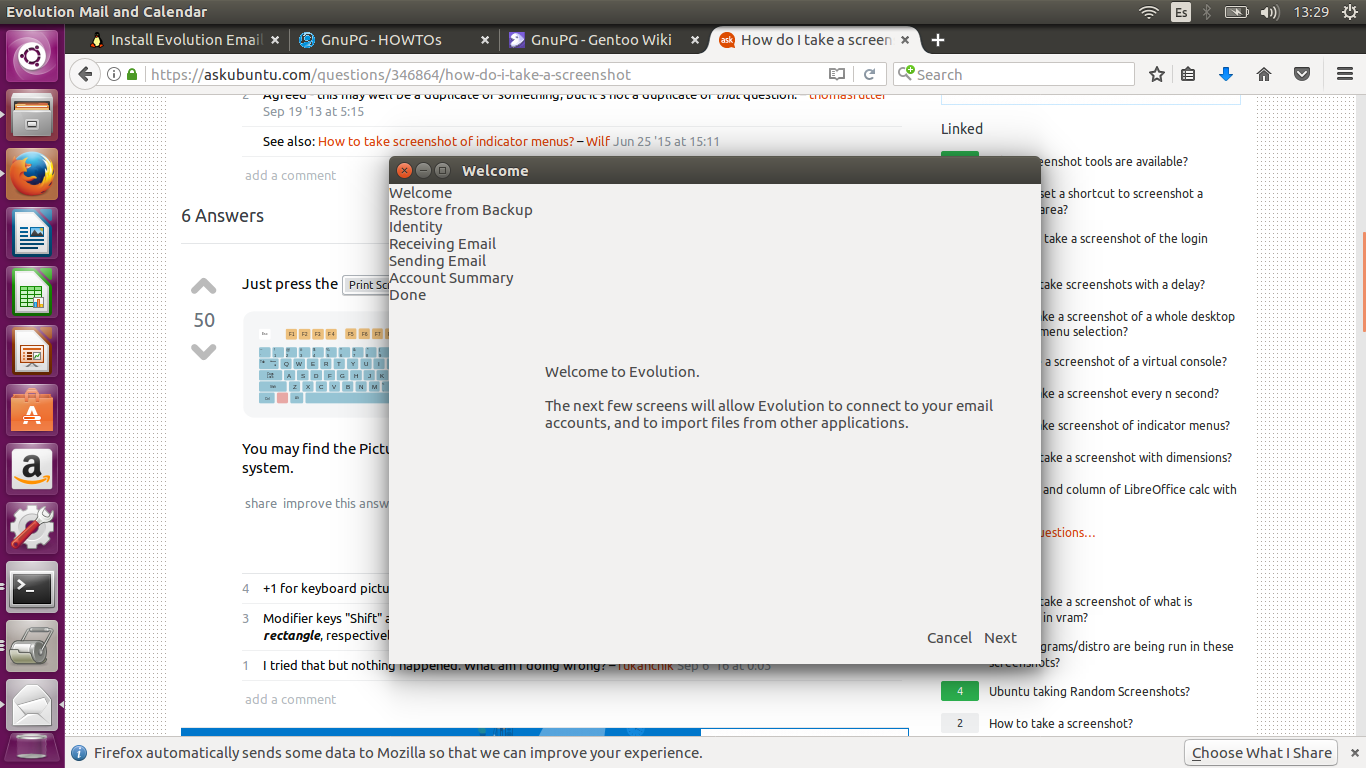 Evolution Mail and Calendar
Es
13:29
Install Evolution Email
GnuPG - HOWTOs
GnuPG - Gentoo Wiki
ask
How do I take a screen
https://askubuntu.com/questions/346864/how-do-i-take-a-screenshot
Search
2 Agreed - this may well be a duplicate of something, but it's not a duplicate of that question. – thomasrutter
Sep 19 '13 at 5:15
See also: How to take screenshot of indicator menus? – Wilf Jun 25 '15 at 15:11
add a comment
6 Answers
50
Just press the Print Sc
You may find the Pictu
system.
share improve this answ
4 +1 for keyboard pictu
3 Modifier keys "Shift" a
rectangle, respectivel
1 I tried that but nothing happened. What am I doing wrong? – Tukanchik Sep 6 '16 at 0:05
add a comment
Welcome
Welcome
Restore from Backup
Identity
Receiving Email
Sending Email
Account Summary
Done
Welcome to Evolution.
The next few screens will allow Evolution to connect to your email
accounts, and to import files from other applications.
Cancel Next
Linked
eenshot tools are available?
set a shortcut to screenshot a
area?
take a screenshot of the login
take screenshots with a delay?
ke a screenshot of a whole desktop
menu selection?
a screenshot of a virtual console?
ke a screenshot every n second?
ke screenshot of indicator menus?
ake a screenshot with dimensions?
and column of LibreOffice calc with
uestions...
ake a screenshot of what is
in vram?
grams/distro are being run in these
screenshots?
4 Ubuntu taking Random Screenshots?
2 How to take a screenshot?
Firefox automatically sends some data to Mozilla so that we can improve your experience.
Choose What I Share